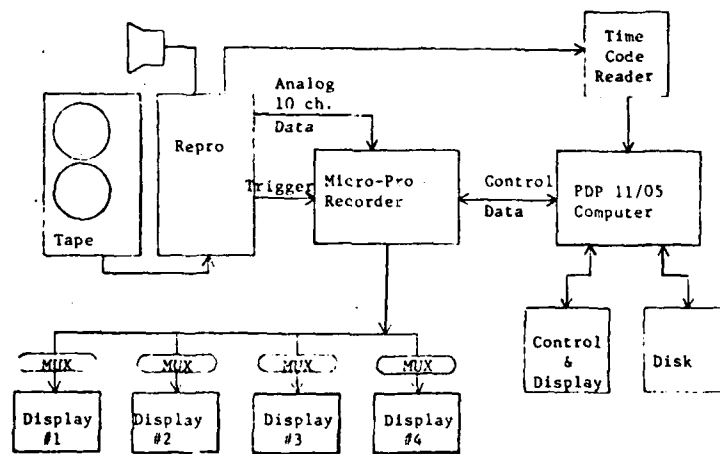 Time
Code
Reader
Analog
10 ch.
Data
Repro
Trigger
Micro-Pro
Recorder
Control
Data
PDP 11/05
Computer
Tape
Control
&
Display
Disk
MUX
MUX
MUX
MUX
Display
#1
Display
#2
Display
#3
Display
#4